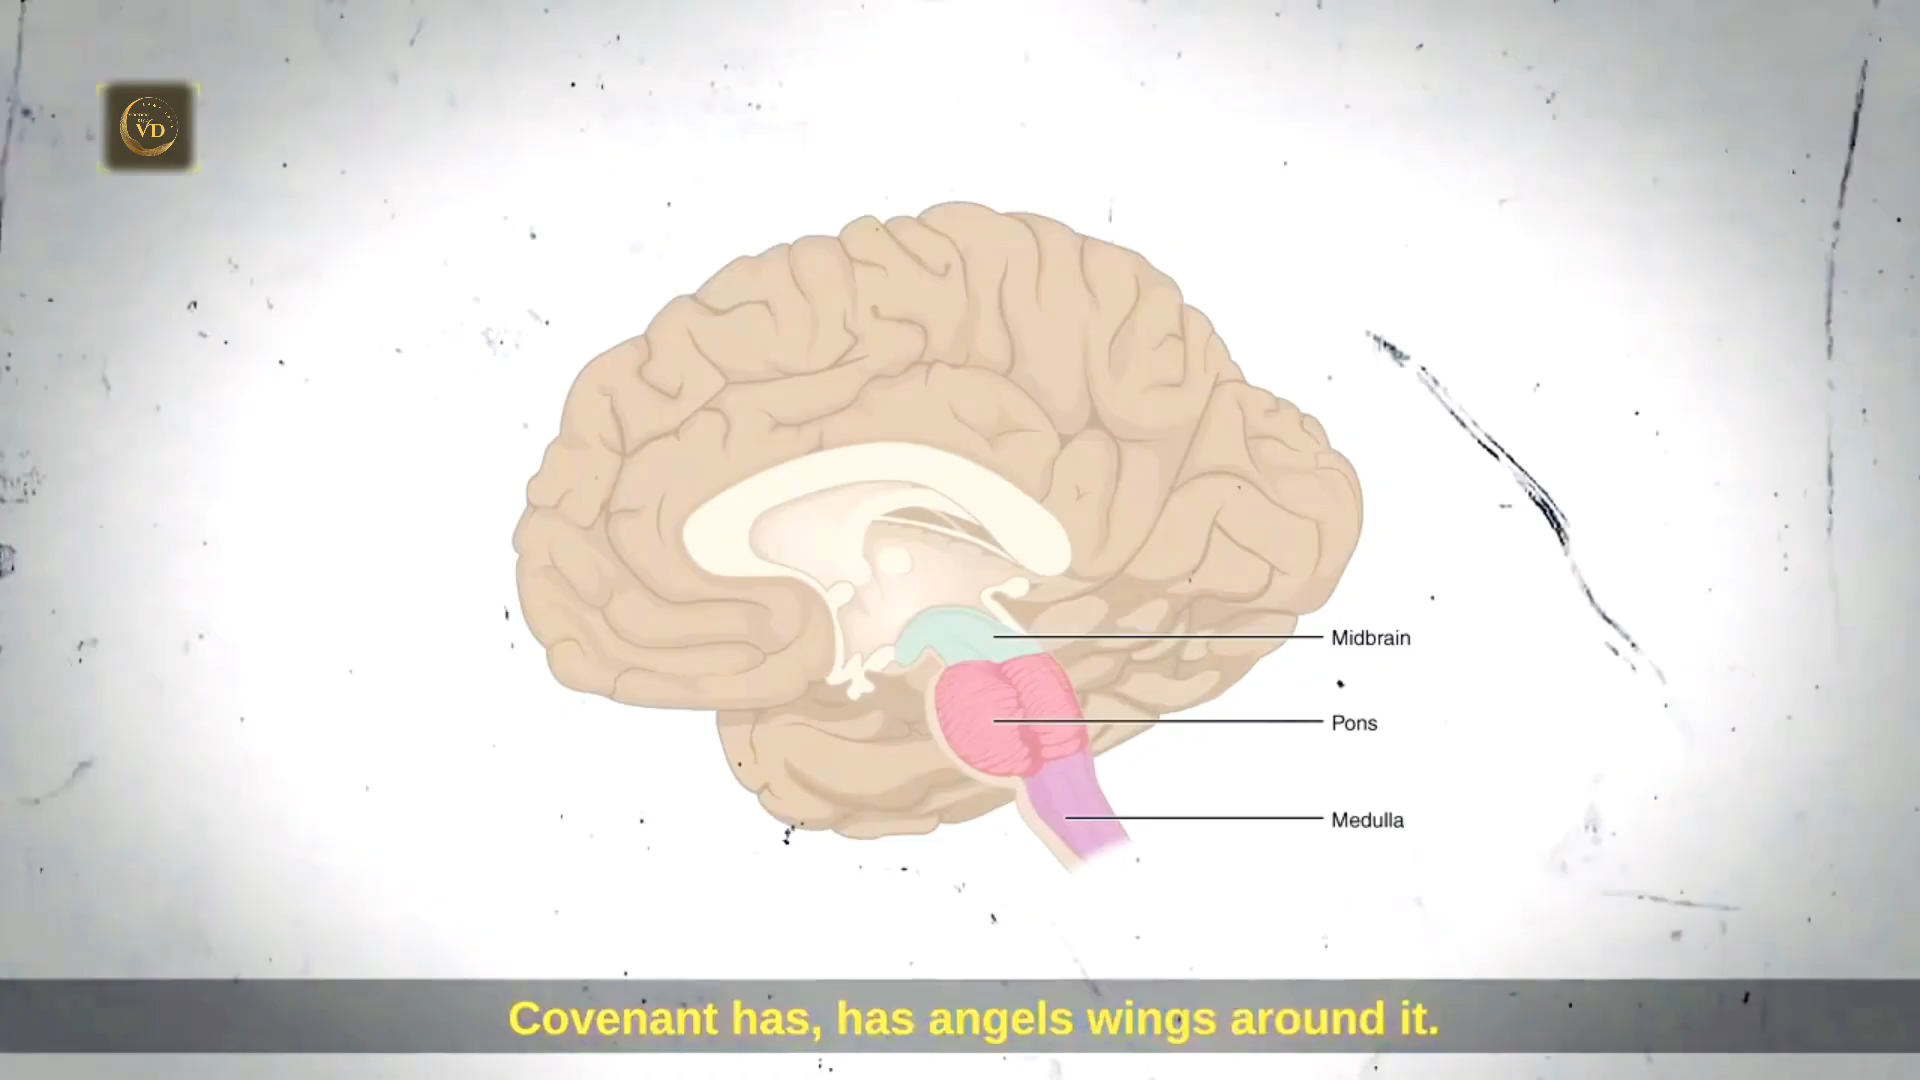 VD
Midbrain
Pons
Medulla
Covenant has, has angels wings around it.